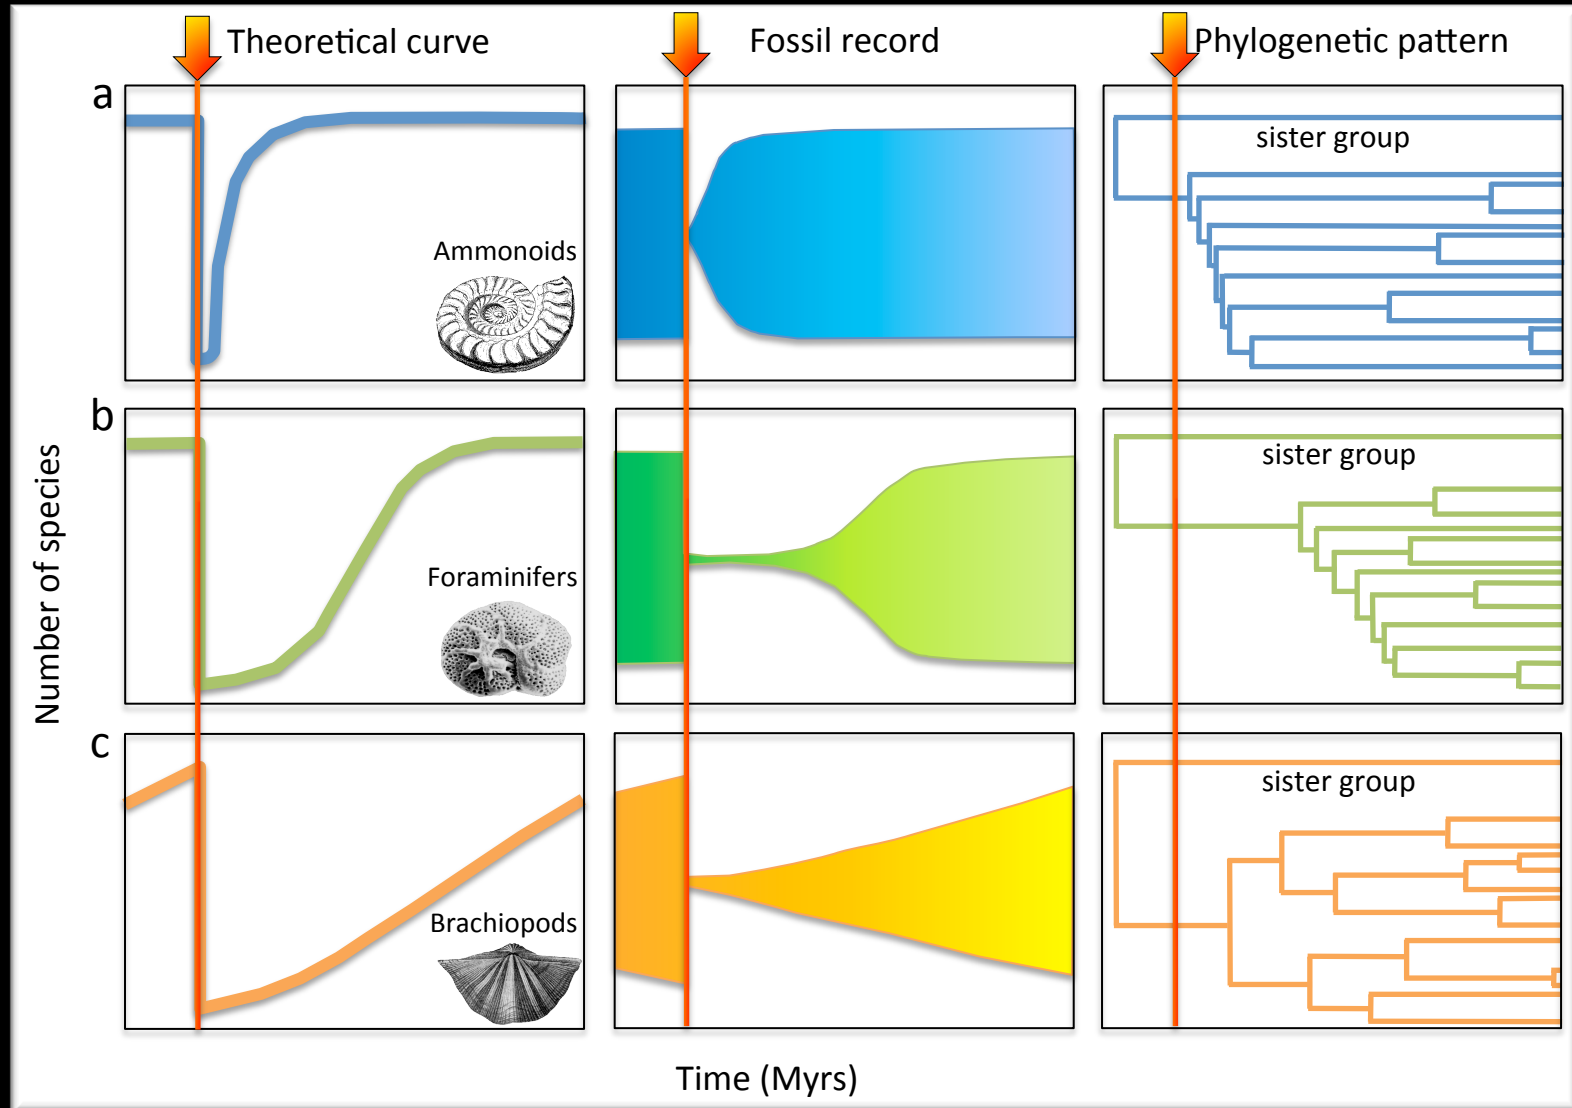 Theoretical curve
Fossil record
Phylogenetic pattern
a
Ammonoids
sister group
b
Foraminifers
sister group
c
Brachiopods
sister group
Number of species
Time (Myrs)